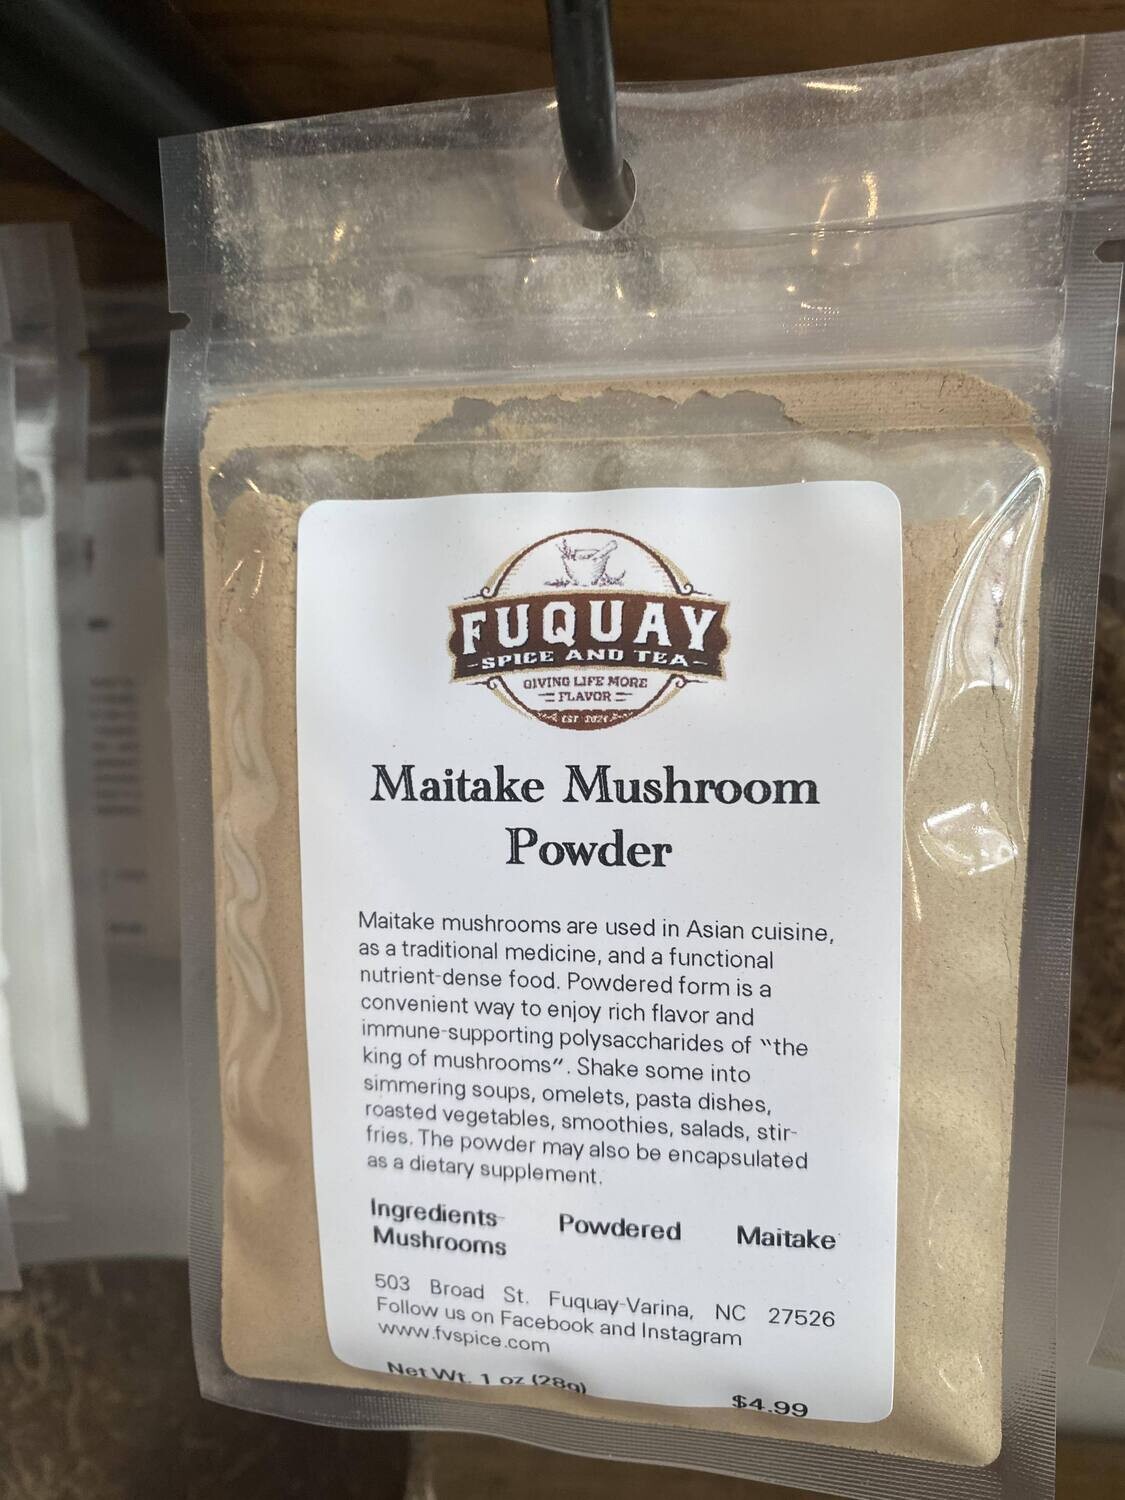 FUQUAY
-SPICE AND TEA-
GIVING LIFE MORE
FLAVOR
EST 2021
Maitake Mushroom
Powder
Maitake mushrooms are used in Asian cuisine,
as a traditional medicine, and a functional
nutrient-dense food. Powdered form is a
convenient way to enjoy rich flavor and
immune-supporting polysaccharides of "the
king of mushrooms". Shake some into
simmering soups, omelets, pasta dishes,
roasted vegetables, smoothies, salads, stir-
fries. The powder may also be encapsulated
as a dietary supplement.
Ingredients- Powdered Maitake
Mushrooms
503 Broad St. Fuquay-Varina, NC 27526
Follow us on Facebook and Instagram
www.fvspice.com
Net Wt. 1 oz (28g)
$4.99